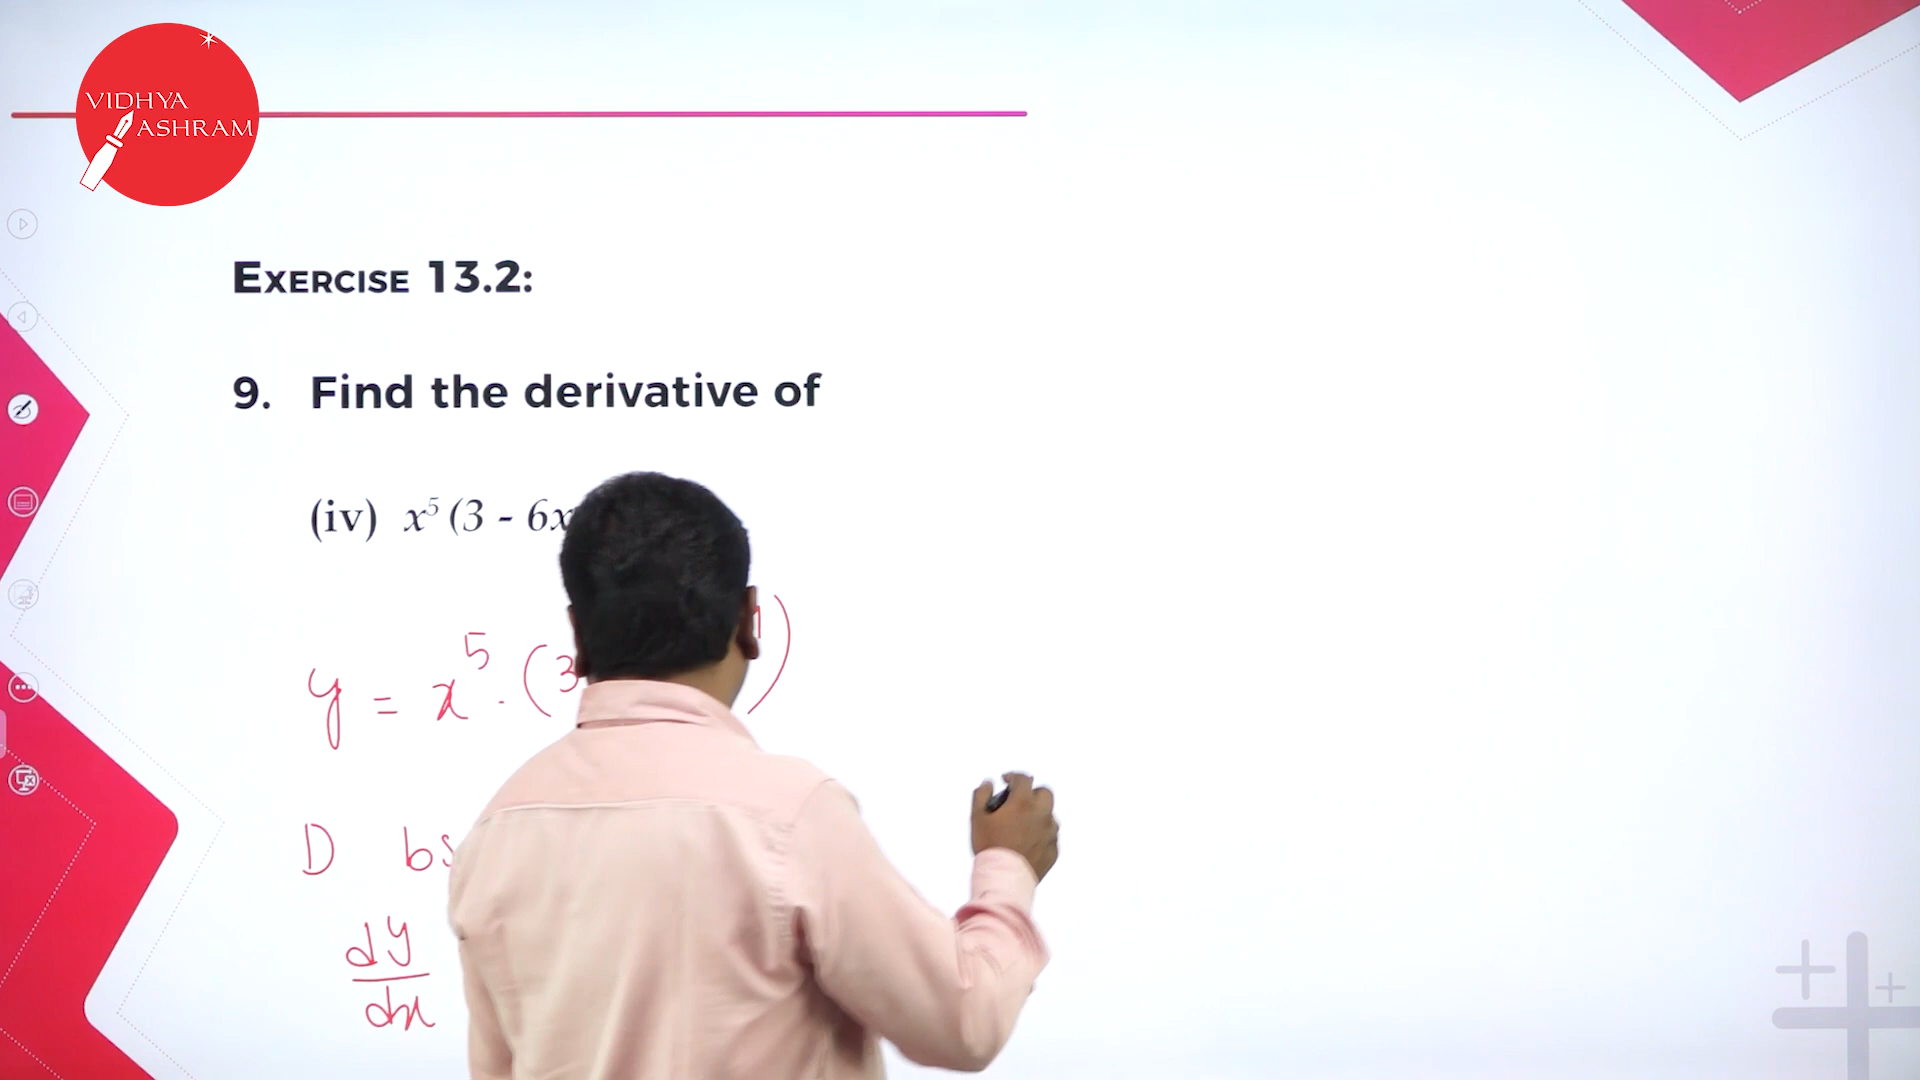 VIDHYA
ASHRAM
EXERCISE 13.2:
9. Find the derivative of
(iv) x⁵ (3 - 6x
y = x⁵ . (3 )
D bs
dy
dx